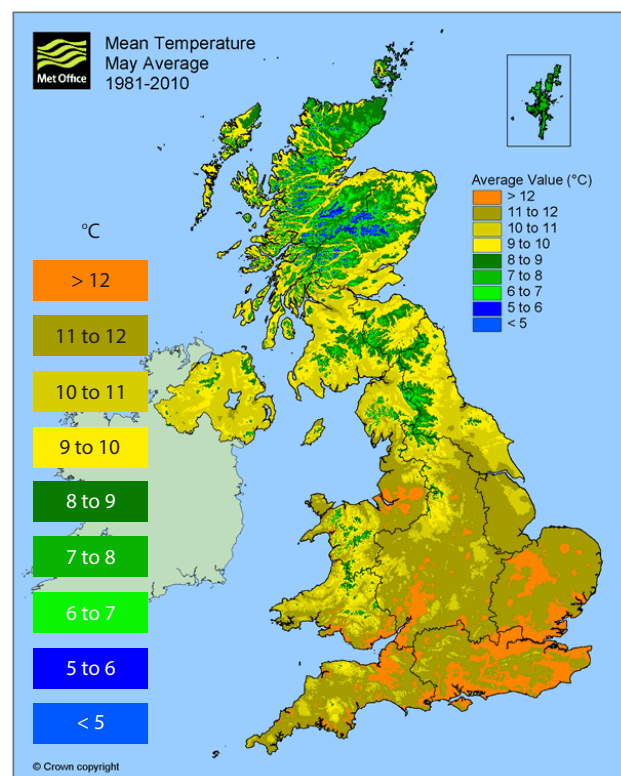 Met Office
Mean Temperature
May Average
1981-2010
Average Value (°C)
> 12
11 to 12
10 to 11
9 to 10
8 to 9
7 to 8
6 to 7
5 to 6
< 5
°C
> 12
11 to 12
10 to 11
9 to 10
8 to 9
7 to 8
6 to 7
5 to 6
< 5
© Crown copyright